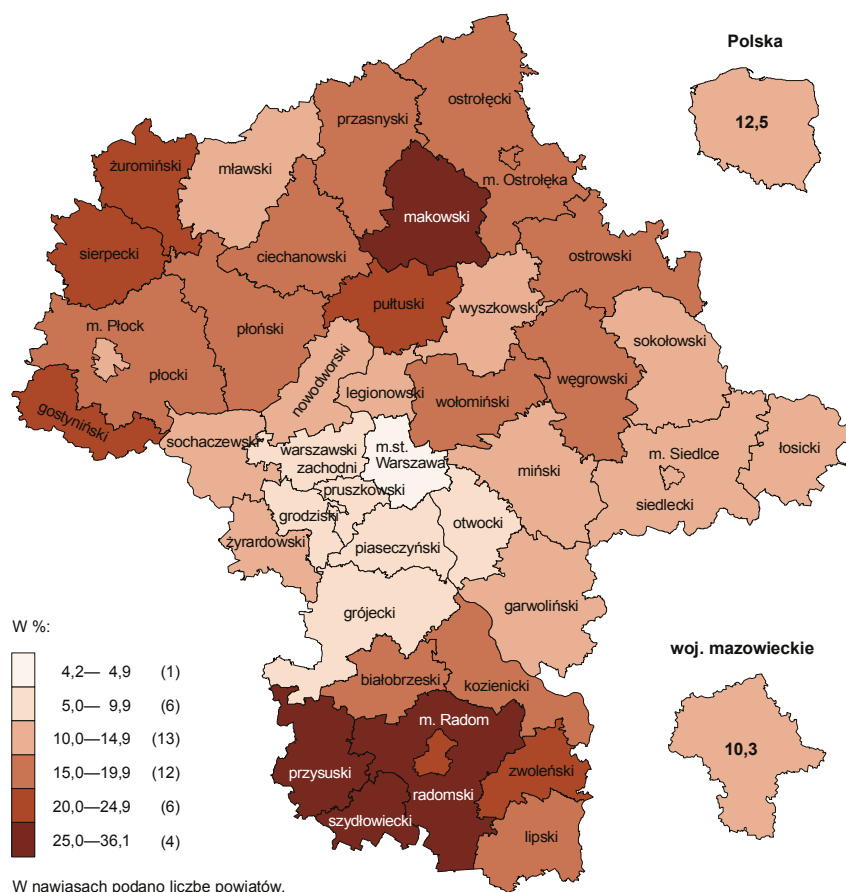 Polska
12,5
ostrołęcki
przasnyski
m. Ostrołęka
żuromiński
mławski
makowski
sierpecki
ciechanowski
ostrowski
pułtuski
wyszkowski
m. Płock
płoński
sokołowski
płocki
nowodworski
legionowski
wołomiński
węgrowski
gostyniński
sochaczewski
warszawski
zachodni
m.st.
Warszawa
miński
m. Siedlce
łosicki
siedlecki
pruszkowski
grodziski
otwocki
żyrardowski
piaseczyński
grójecki
garwoliński
W %:
4,2— 4,9 (1)
5,0— 9,9 (6)
10,0—14,9 (13)
15,0—19,9 (12)
20,0—24,9 (6)
25,0—36,1 (4)
woj. mazowieckie
10,3
białobrzeski
kozienicki
m. Radom
przysuski
radomski
zwoleński
szydłowiecki
lipski
W nawiasach podano liczbę powiatów.